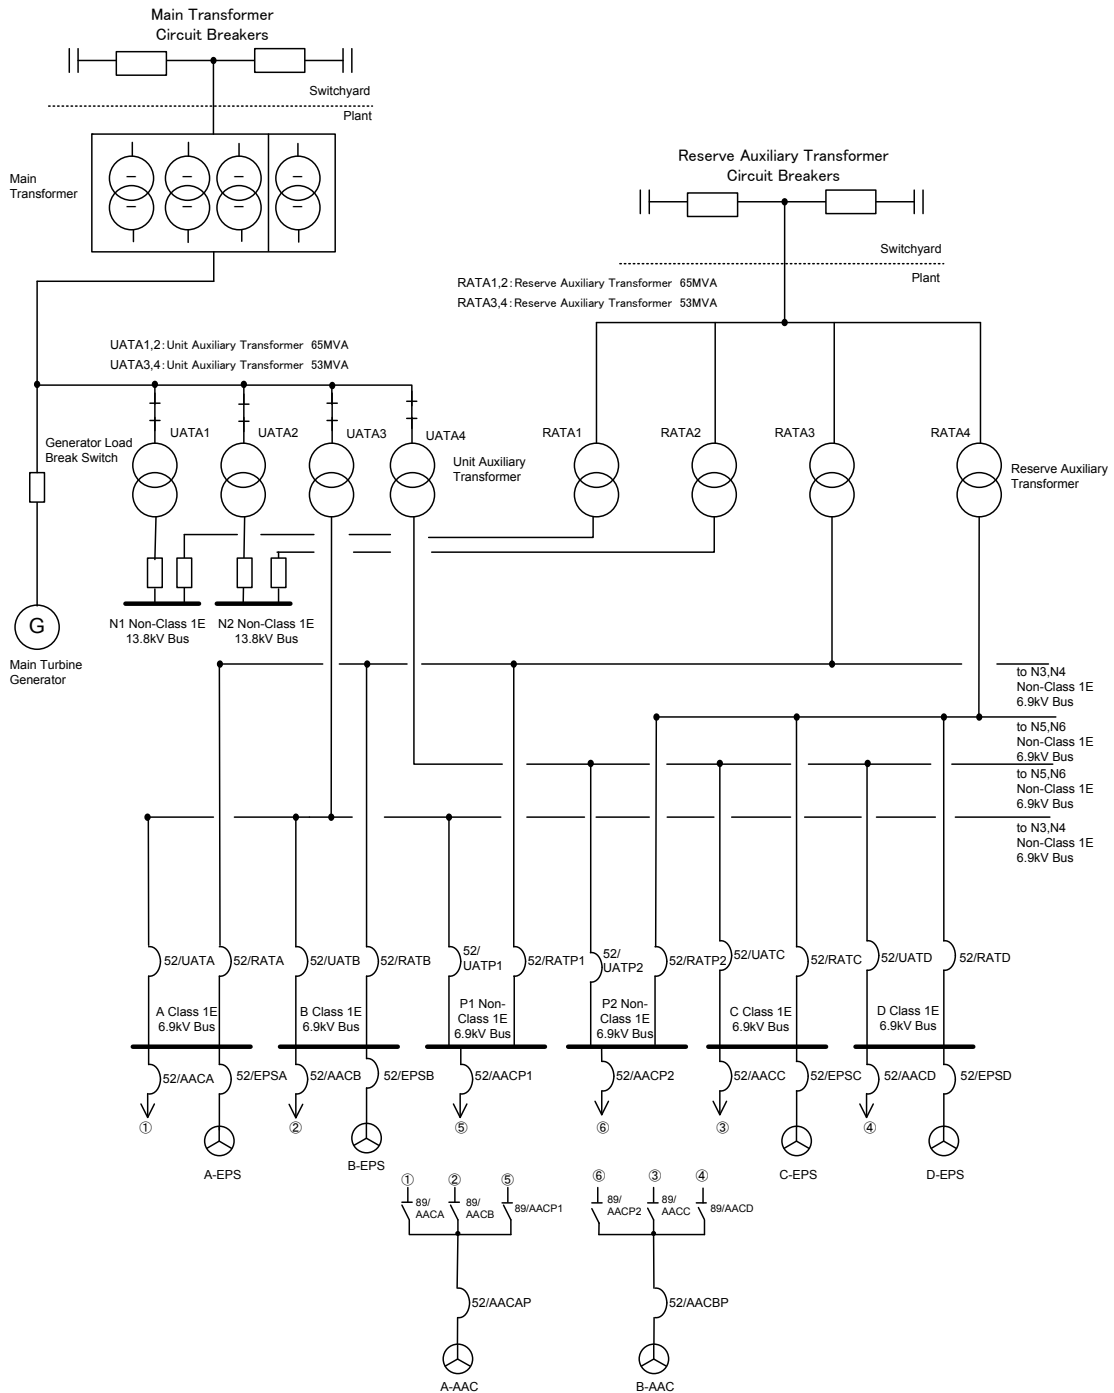 Main Transformer
Circuit Breakers
Switchyard
Plant
Main
Transformer
Reserve Auxiliary Transformer
Circuit Breakers
Switchyard
Plant
RATA1,2:Reserve Auxiliary Transformer 65MVA
RATA3,4:Reserve Auxiliary Transformer 53MVA
UATA1,2:Unit Auxiliary Transformer 65MVA
UATA3,4:Unit Auxiliary Transformer 53MVA
UATA1
UATA2
UATA3
UATA4
RATA1
RATA2
RATA3
RATA4
Generator Load
Break Switch
Unit Auxiliary
Transformer
Reserve Auxiliary
Transformer
N1 Non-Class 1E
13.8kV Bus
N2 Non-Class 1E
13.8kV Bus
G
Main Turbine
Generator
to N3,N4
Non-Class 1E
6.9kV Bus
to N5,N6
Non-Class 1E
6.9kV Bus
to N5,N6
Non-Class 1E
6.9kV Bus
to N3,N4
Non-Class 1E
6.9kV Bus
52/UATA
52/RATA
52/UATB
52/RATB
52/
UATP1
52/RATP1
52/
UATP2
52/RATP2
52/UATC
52/RATC
52/UATD
52/RATD
A Class 1E
6.9kV Bus
B Class 1E
6.9kV Bus
P1 Non-
Class 1E
6.9kV Bus
P2 Non-
Class 1E
6.9kV Bus
C Class 1E
6.9kV Bus
D Class 1E
6.9kV Bus
52/AACA
52/EPSA
52/AACB
52/EPSB
52/AACP1
52/AACP2
52/AACC
52/EPSC
52/AACD
52/EPSD
①
②
⑤
⑥
③
④
A-EPS
B-EPS
C-EPS
D-EPS
①
②
⑤
⑥
③
④
89/
AACA
89/
AACB
89/AACP1
89/
AACP2
89/
AACC
89/AACD
52/AACAP
52/AACBP
A-AAC
B-AAC